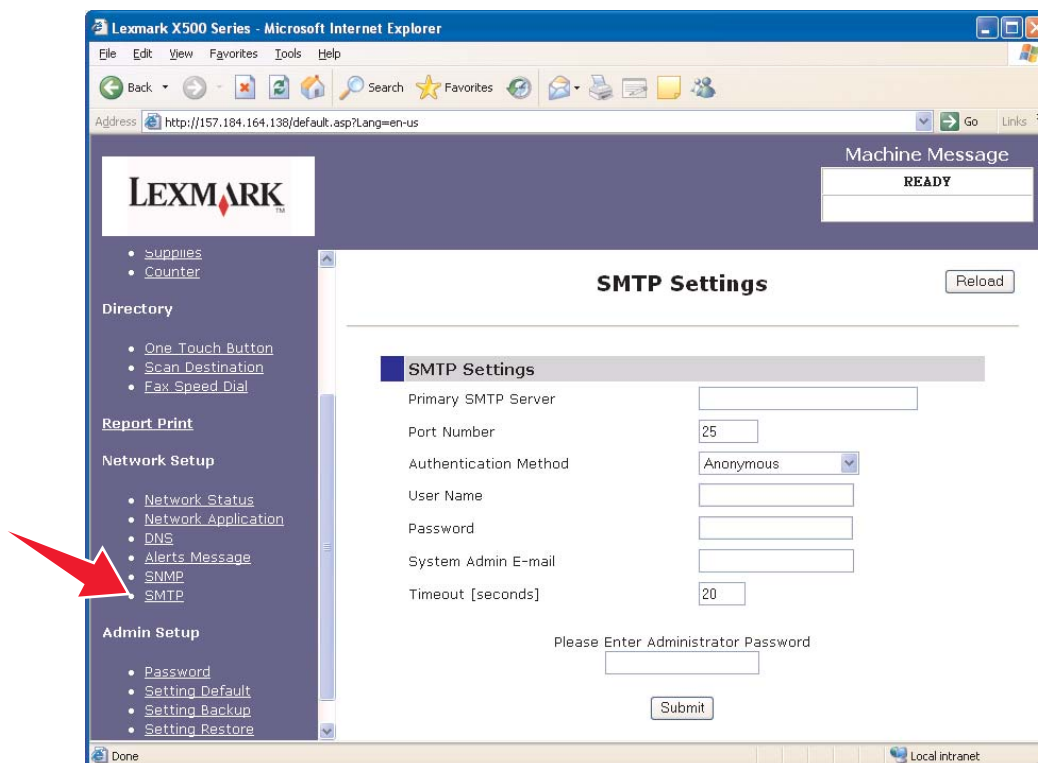 Lexmark X500 Series - Microsoft Internet Explorer
File Edit View Favorites Tools Help
Back Search Favorites
Address http://157.184.164.138/default.asp?Lang=en-us Go Links
Machine Message
READY
LEXMARK TM
Supplies
Counter
Directory
One Touch Button
Scan Destination
Fax Speed Dial
Report Print
Network Setup
Network Status
Network Application
DNS
Alerts Message
SNMP
SMTP
Admin Setup
Password
Setting Default
Setting Backup
Setting Restore
SMTP Settings
Reload
SMTP Settings
Primary SMTP Server
Port Number 25
Authentication Method Anonymous
User Name
Password
System Admin E-mail
Timeout [seconds] 20
Please Enter Administrator Password
Submit
Done Local intranet